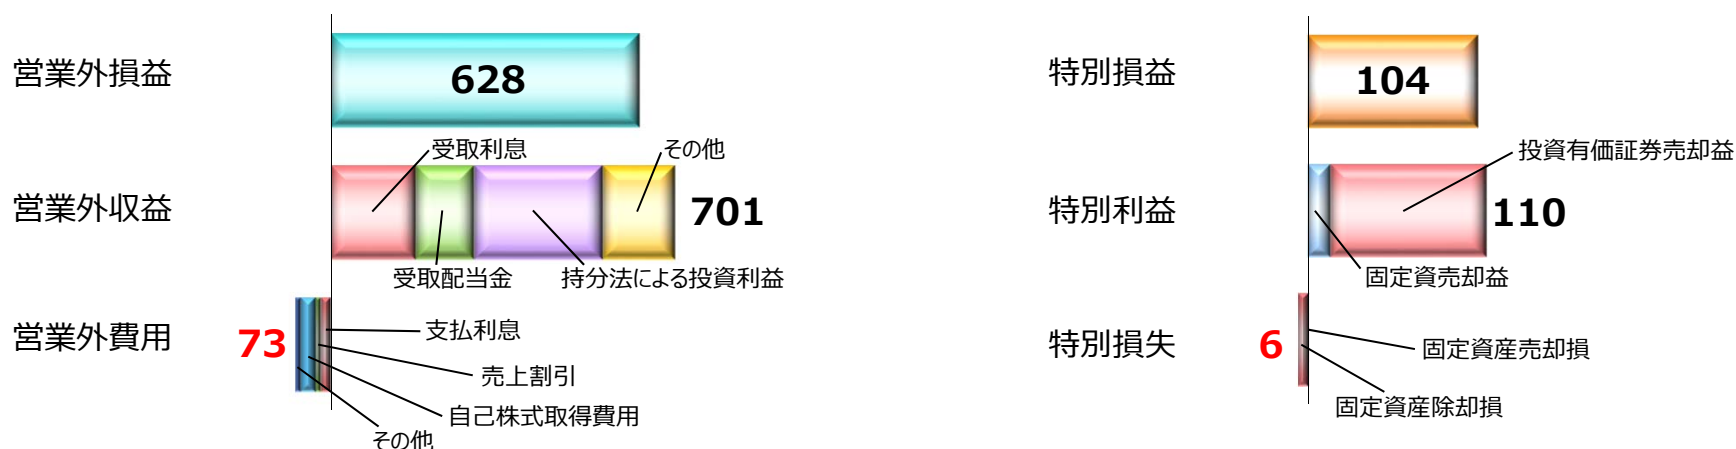 営業外損益
628
受取利息
その他
営業外収益
701
受取配当金
持分法による投資利益
営業外費用
73
支払利息
売上割引
自己株式取得費用
その他
特別損益
104
投資有価証券売却益
特別利益
110
固定資売却益
特別損失
6
固定資産売却損
固定資産除却損